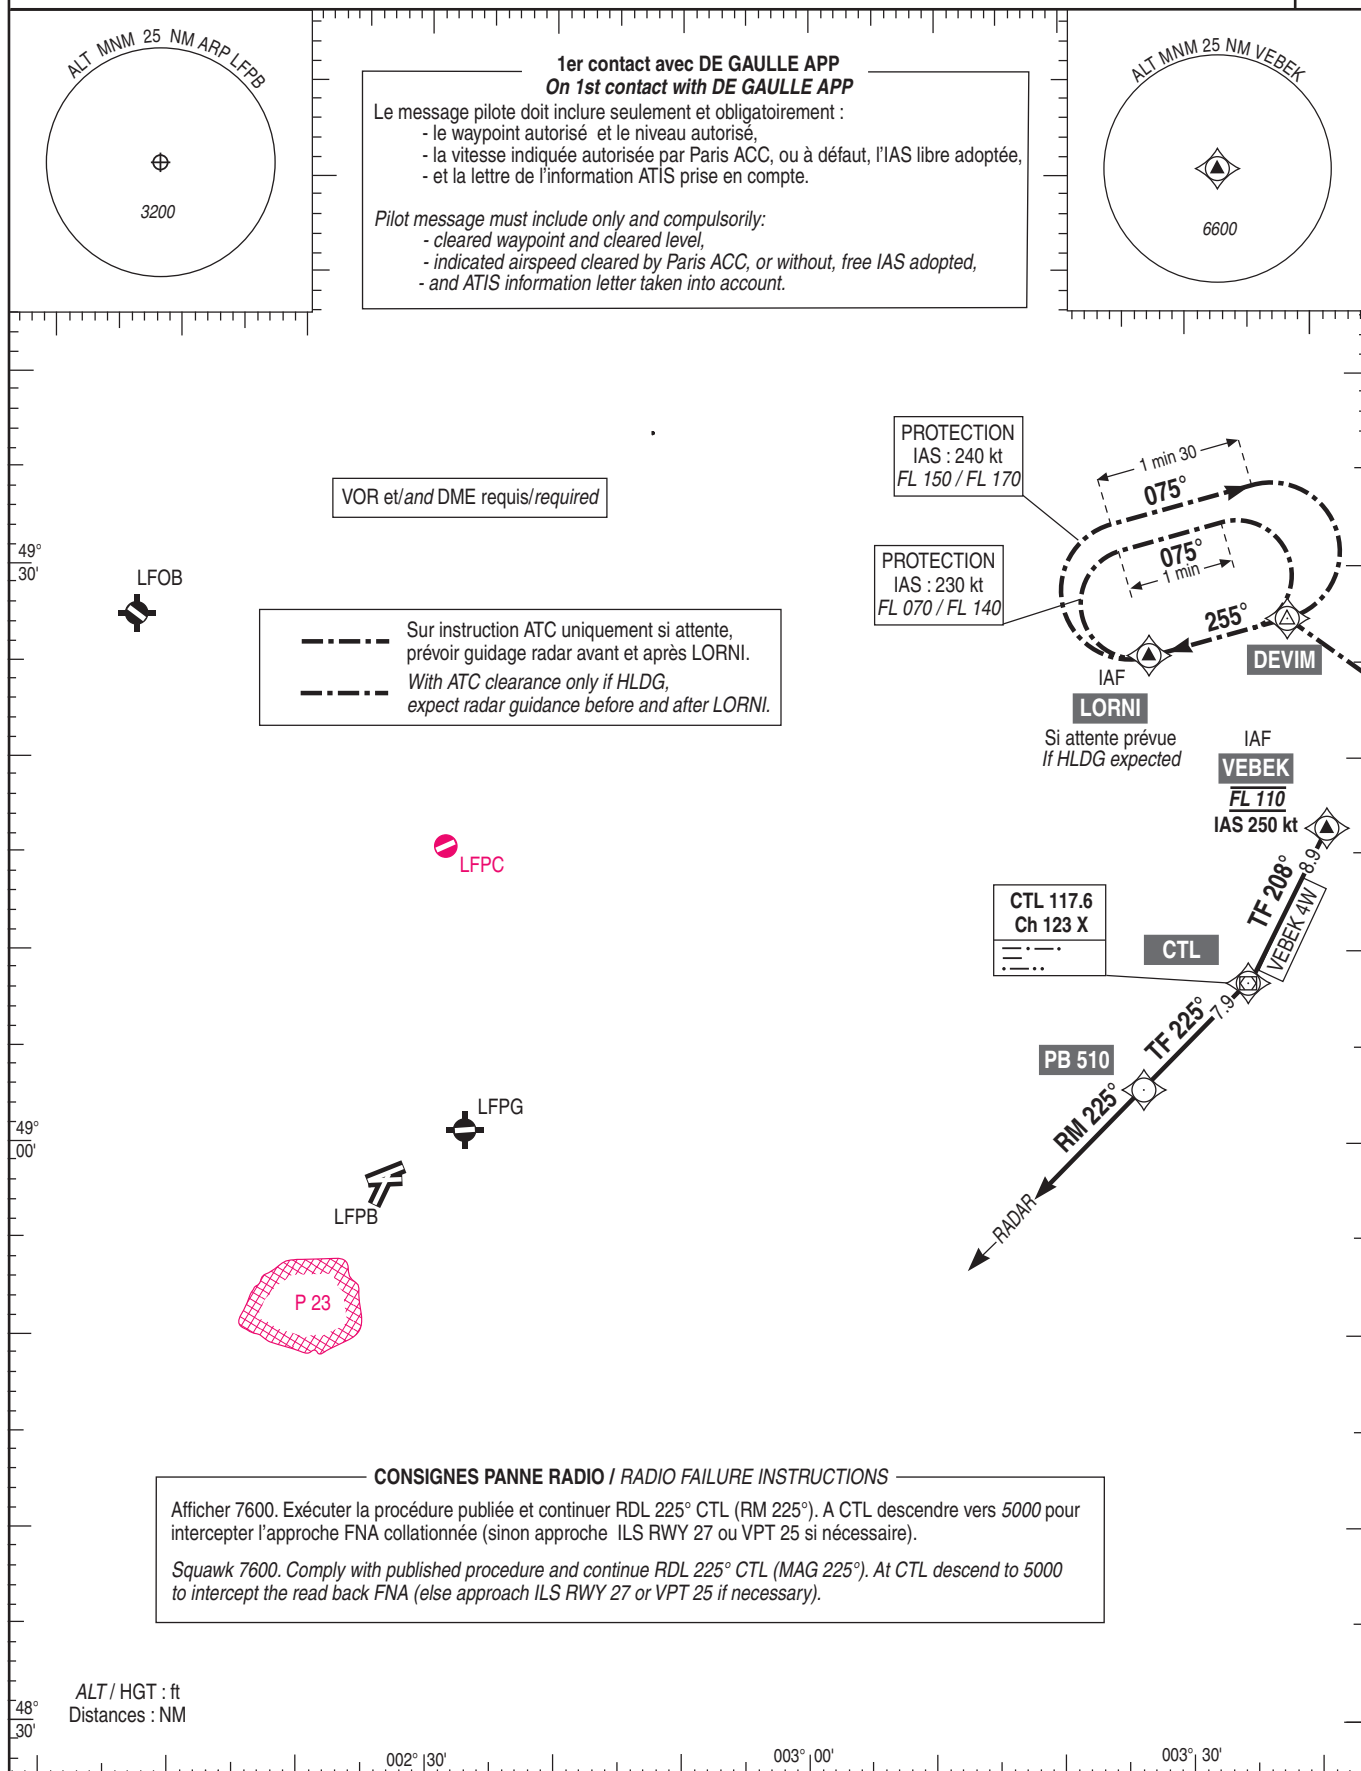 ALT MNM 25 NM ARP LFPB
3200
1er contact avec DE GAULLE APP
On 1st contact with DE GAULLE APP
Le message pilote doit inclure seulement et obligatoirement :
- le waypoint autorisé et le niveau autorisé,
- la vitesse indiquée autorisée par Paris ACC, ou à défaut, l'IAS libre adoptée,
- et la lettre de l'information ATIS prise en compte.
Pilot message must include only and compulsorily:
- cleared waypoint and cleared level,
- indicated airspeed cleared by Paris ACC, or without, free IAS adopted,
- and ATIS information letter taken into account.
ALT MNM 25 NM VEBEK
6600
PROTECTION
IAS : 240 kt
FL 150 / FL 170
1 min 30
075°
VOR et/and DME requis/required
PROTECTION
IAS : 230 kt
FL 070 / FL 140
075°
1 min
255°
49°
30'
LFOB
Sur instruction ATC uniquement si attente,
prévoir guidage radar avant et après LORNI.
With ATC clearance only if HLDG,
expect radar guidance before and after LORNI.
DEVIM
IAF
LORNI
Si attente prévue
If HLDG expected
IAF
VEBEK
FL 110
IAS 250 kt
LFPC
8.9
TF 208°
VEBEK 4W
CTL 117.6
Ch 123 X
CTL
7.9
TF 225°
PB 510
RM 225°
RADAR
49°
00'
LFPG
LFPB
P 23
CONSIGNES PANNE RADIO / RADIO FAILURE INSTRUCTIONS
Afficher 7600. Exécuter la procédure publiée et continuer RDL 225° CTL (RM 225°). A CTL descendre vers 5000 pour
intercepter l'approche FNA collationnée (sinon approche ILS RWY 27 ou VPT 25 si nécessaire).
Squawk 7600. Comply with published procedure and continue RDL 225° CTL (MAG 225°). At CTL descend to 5000
to intercept the read back FNA (else approach ILS RWY 27 or VPT 25 if necessary).
ALT / HGT : ft
Distances : NM
48°
30'
002° 30'
003° 00'
003° 30'